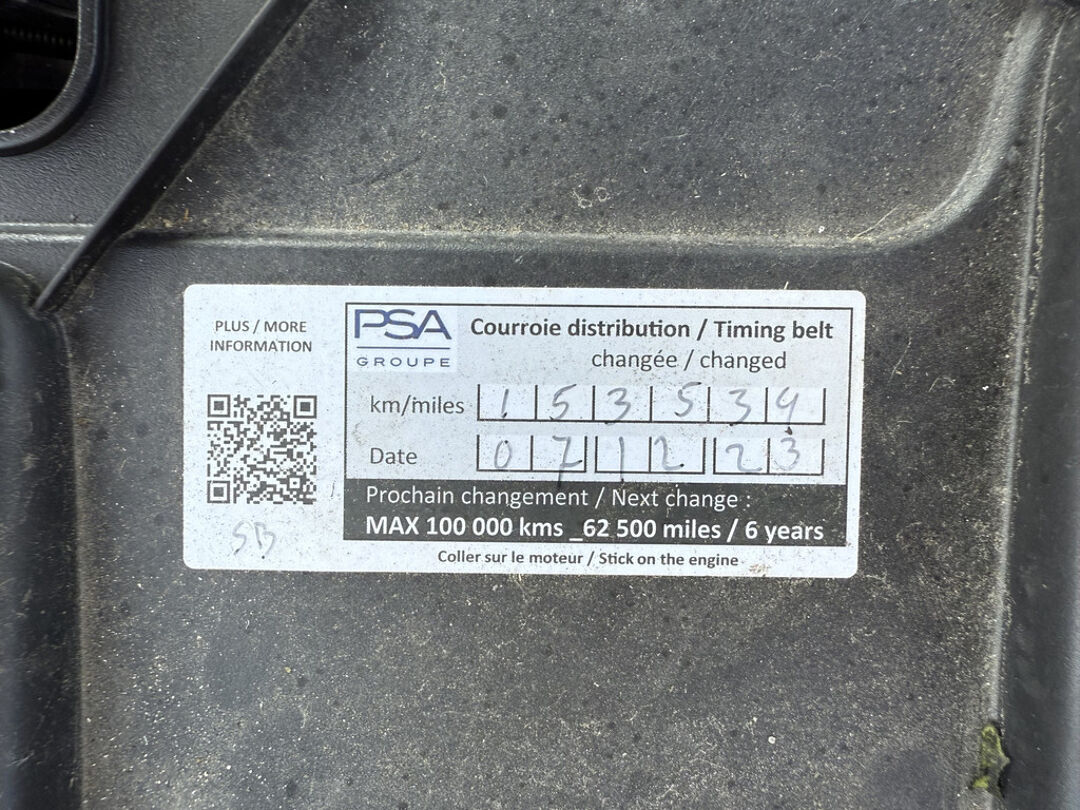 PLUS / MORE
INFORMATION
SB
PSA
GROUPE
Courroie distribution / Timing belt
changée / changed
km/miles 153539
Date 07 12 23
Prochain changement / Next change :
MAX 100 000 kms _62 500 miles / 6 years
Coller sur le moteur / Stick on the engine